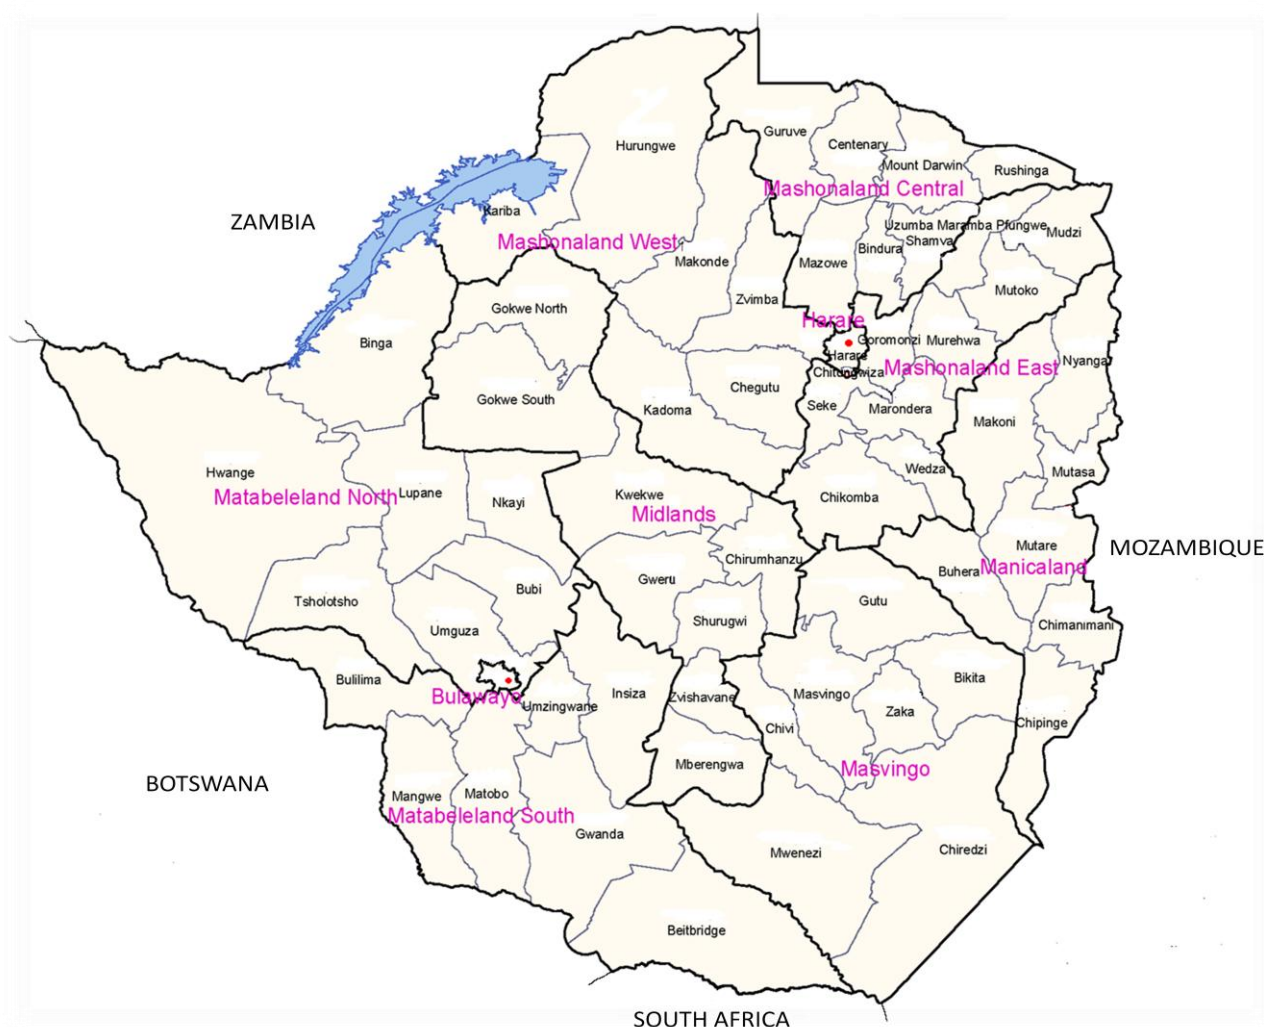 Hurungwe
Guruve
Centenary
Mount Darwin
Rushinga
Mashonaland Central
ZAMBIA
Kariba
Mashonaland West
Uzumba Maramba Pfungwe
Mudzi
Shamva
Bindura
Mazowe
Makonde
Zvimba
Mutoko
Gokwe North
Harare
Goromonzi
Murehwa
Binga
Harare
Nyanga
Mashonaland East
Chitungwiza
Chegutu
Gokwe South
Kadoma
Seke
Marondera
Makoni
Hwange
Wedza
Mutasa
Matabeleland North
Lupane
Nkayi
Kwekwe
Chikomba
Midlands
Mutare
MOZAMBIQUE
Chirumhanzu
Buhera
Manicaland
Gweru
Bubi
Tsholotsho
Gutu
Umguza
Shurugwi
Chimanimani
Bulilima
Bikita
Bulawayo
Insiza
Zvishavane
Masvingo
Umzingwane
Zaka
Chivi
Chipinge
Mberengwa
Masvingo
BOTSWANA
Mangwe
Matobo
Matabeleland South
Gwanda
Mwenezi
Chiredzi
Beitbridge
SOUTH AFRICA